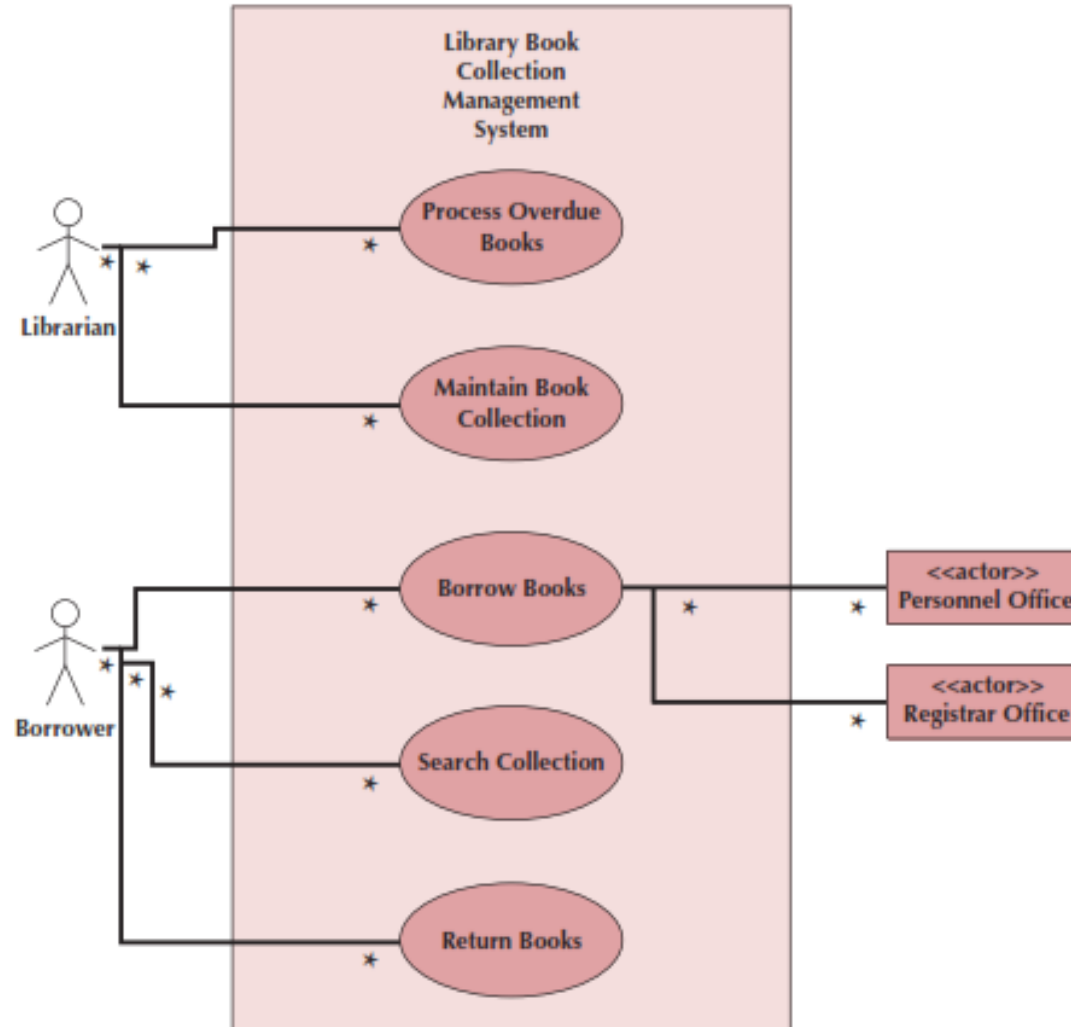 Library Book
Collection
Management
System
Process Overdue
Books
*
*
*
Librarian
Maintain Book
Collection
*
Borrow Books
*
*
*
<<actor>>
Personnel Office
*
*
*
Borrower
<<actor>>
Registrar Office
*
Search Collection
*
Return Books
*